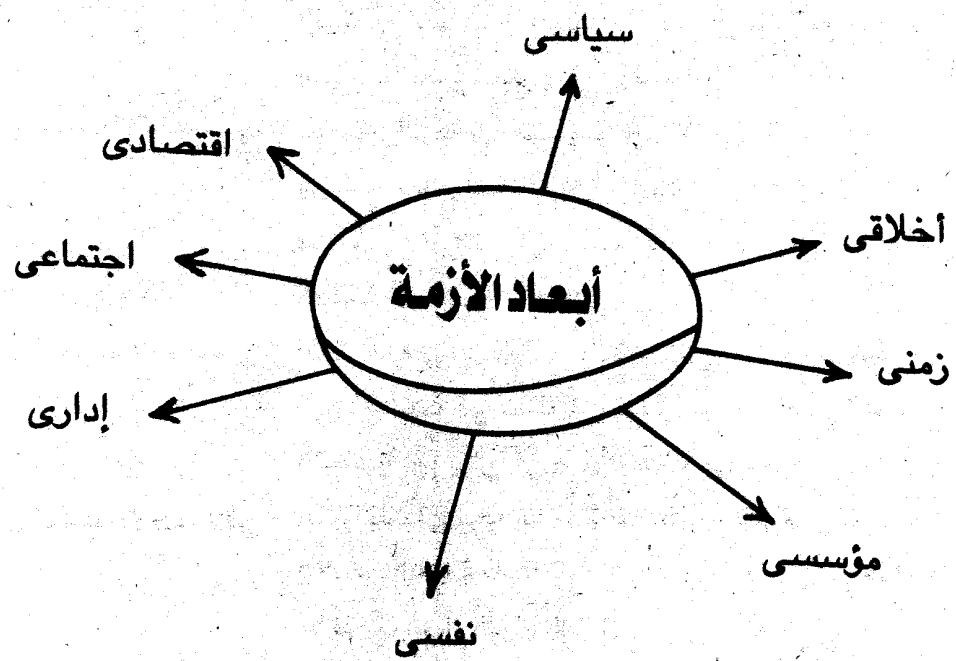 سياسى
اقتصادى
أخلاقى
اجتماعى
أبعاد الأزمة
زمنى
إدارى
مؤسسى
نفسى